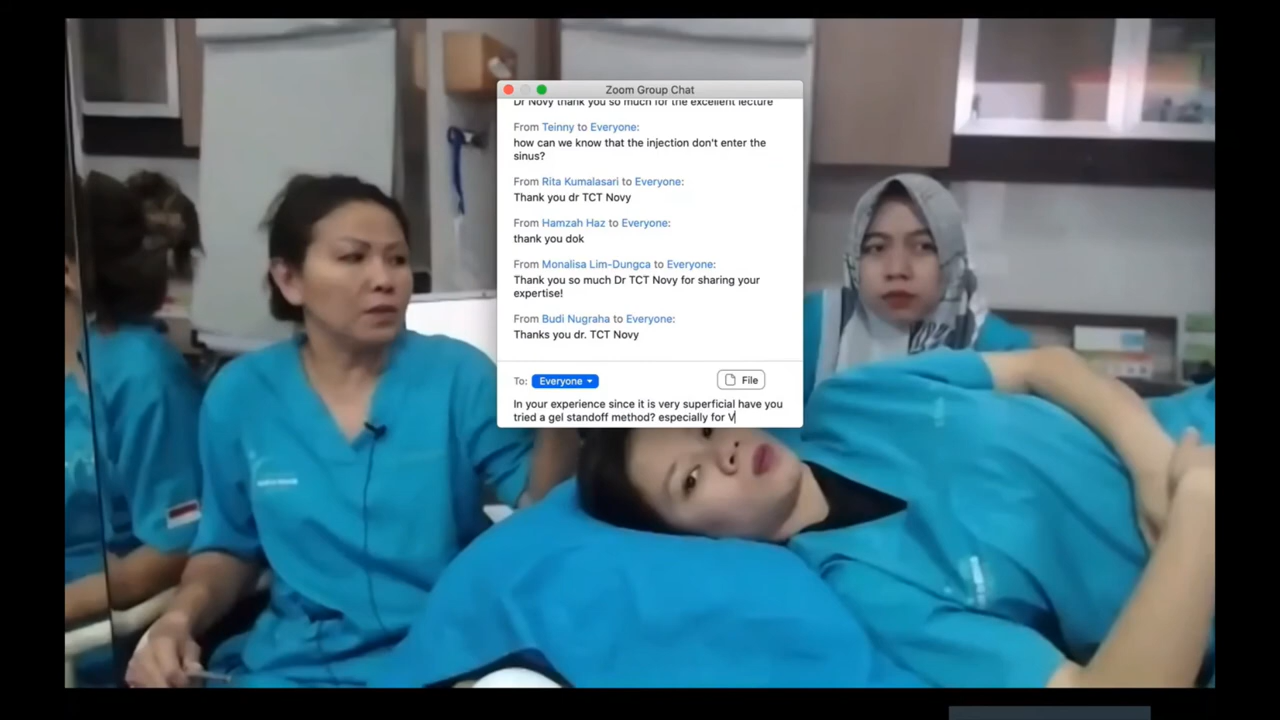 Zoom Group Chat
Dr Novy thank you so much for the excellent lecture
From Teinny to Everyone:
how can we know that the injection don't enter the
sinus?
From Rita Kumalasari to Everyone:
Thank you dr TCT Novy
From Hamzah Haz to Everyone:
thank you dok
From Monalisa Lim-Dungca to Everyone:
Thank you so much Dr TCT Novy for sharing your
expertise!
From Budi Nugraha to Everyone:
Thanks you dr. TCT Novy
To: Everyone
File
In your experience since it is very superficial have you
tried a gel standoff method? especially for V